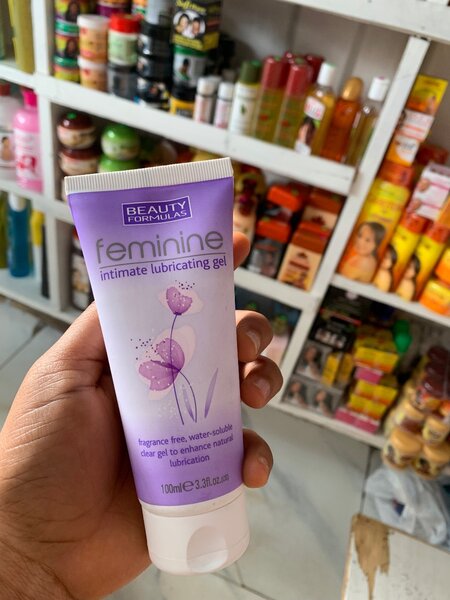 BEAUTY
FORMULAS
feminine
intimate lubricating gel
fragrance free, water-soluble
clear gel to enhance natural
lubrication
100ml e 3.3fl.oz.(US)